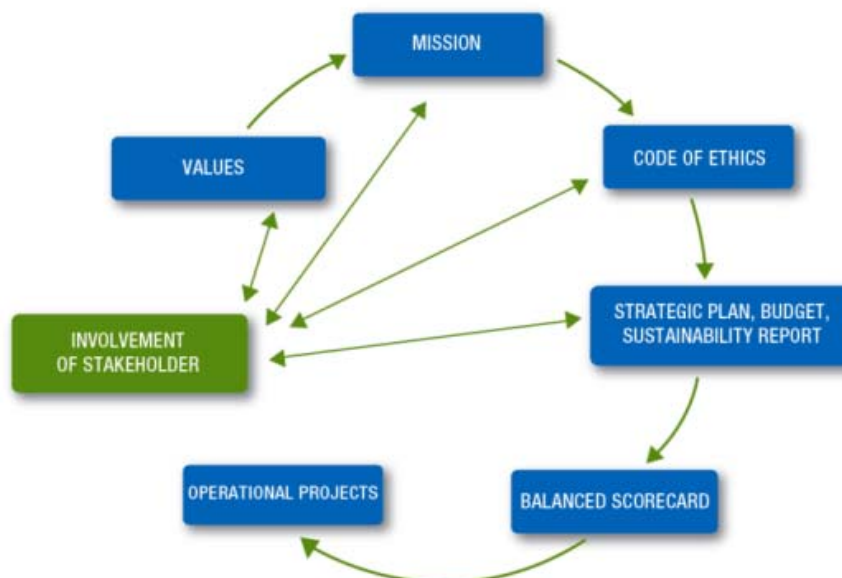 MISSION
VALUES
CODE OF ETHICS
STRATEGIC PLAN, BUDGET,
SUSTAINABILITY REPORT
INVOLVEMENT
OF STAKEHOLDER
OPERATIONAL PROJECTS
BALANCED SCORECARD